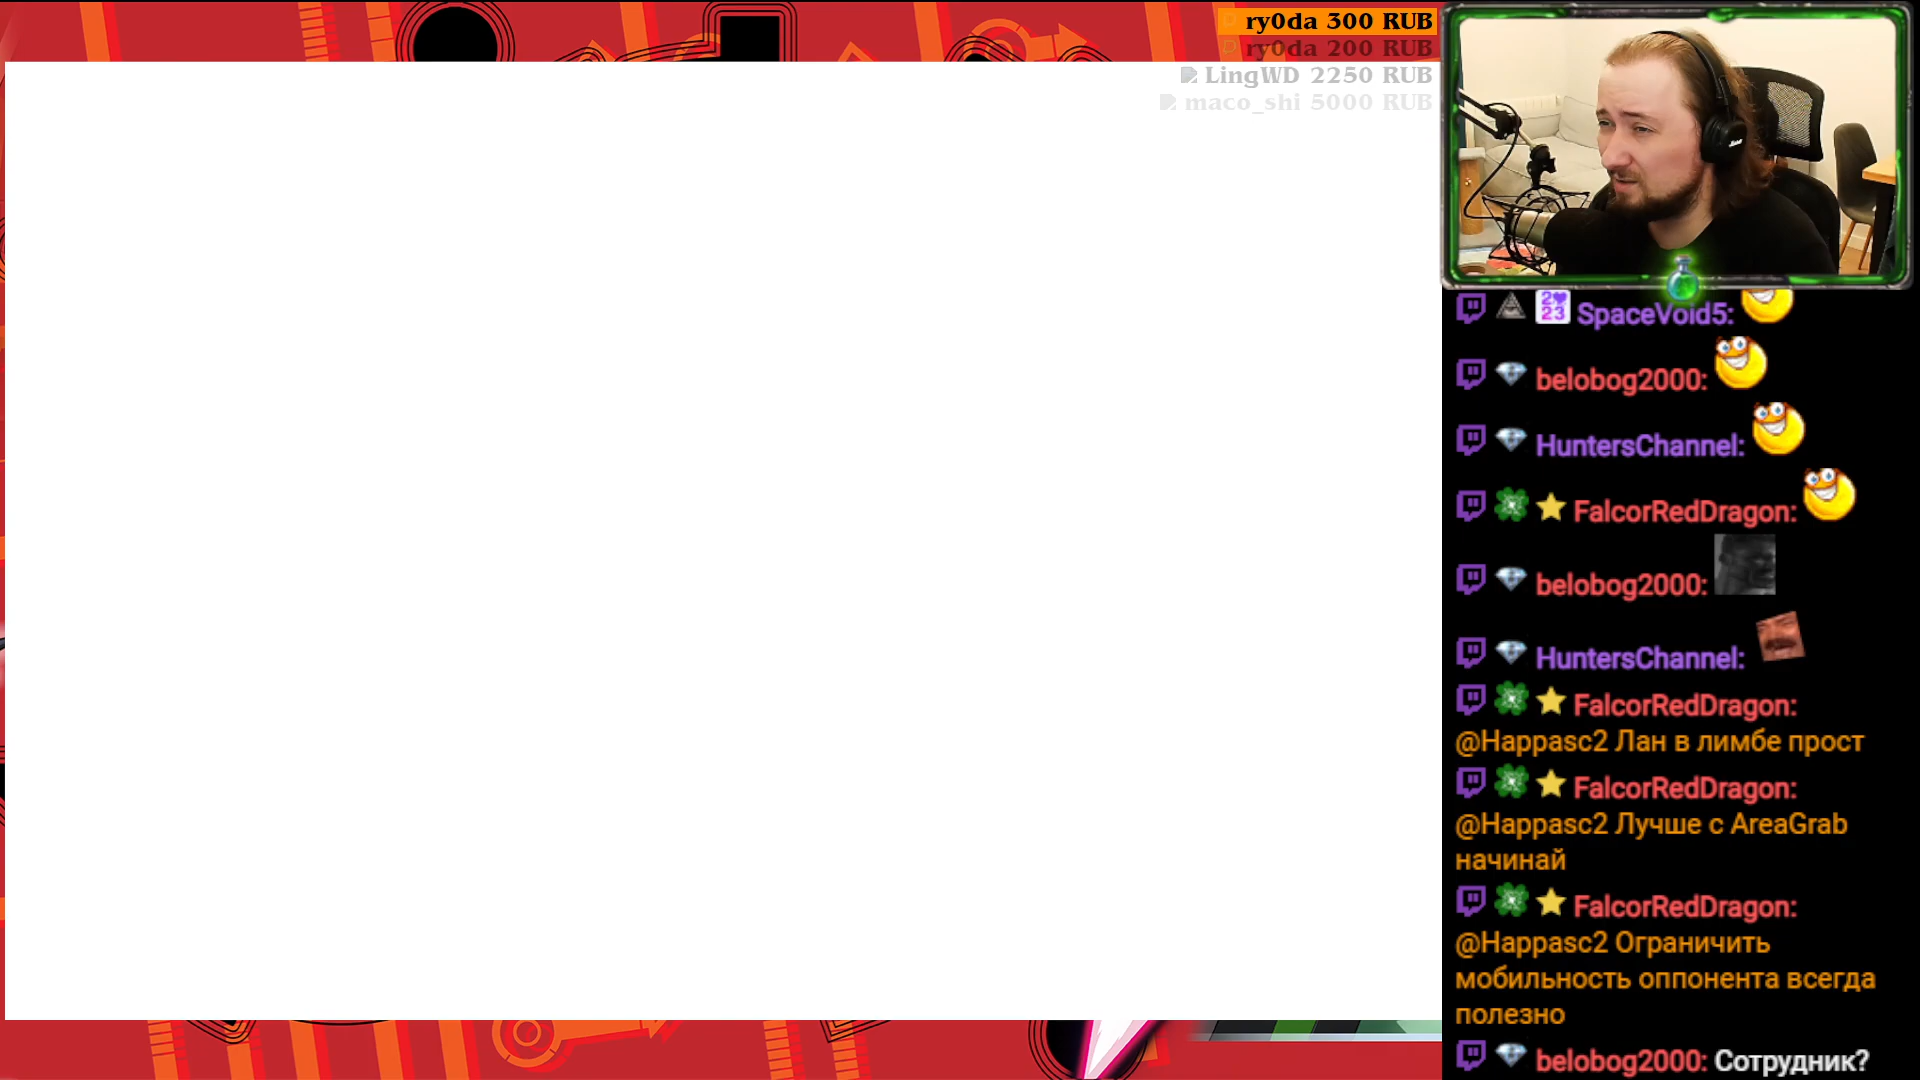 ry0da 300 RUB
ry0da 200 RUB
LingWD 2250 RUB
maco_shi 5000 RUB
SpaceVoid5:
belobog2000:
HuntersChannel:
FalcorRedDragon:
belobog2000:
HuntersChannel:
FalcorRedDragon:
@Happasc2 Лан в лимбе прост
FalcorRedDragon:
@Happasc2 Лучше с AreaGrab
начинай
FalcorRedDragon:
@Happasc2 Ограничить
мобильность оппонента всегда
полезно
belobog2000: Сотрудник?